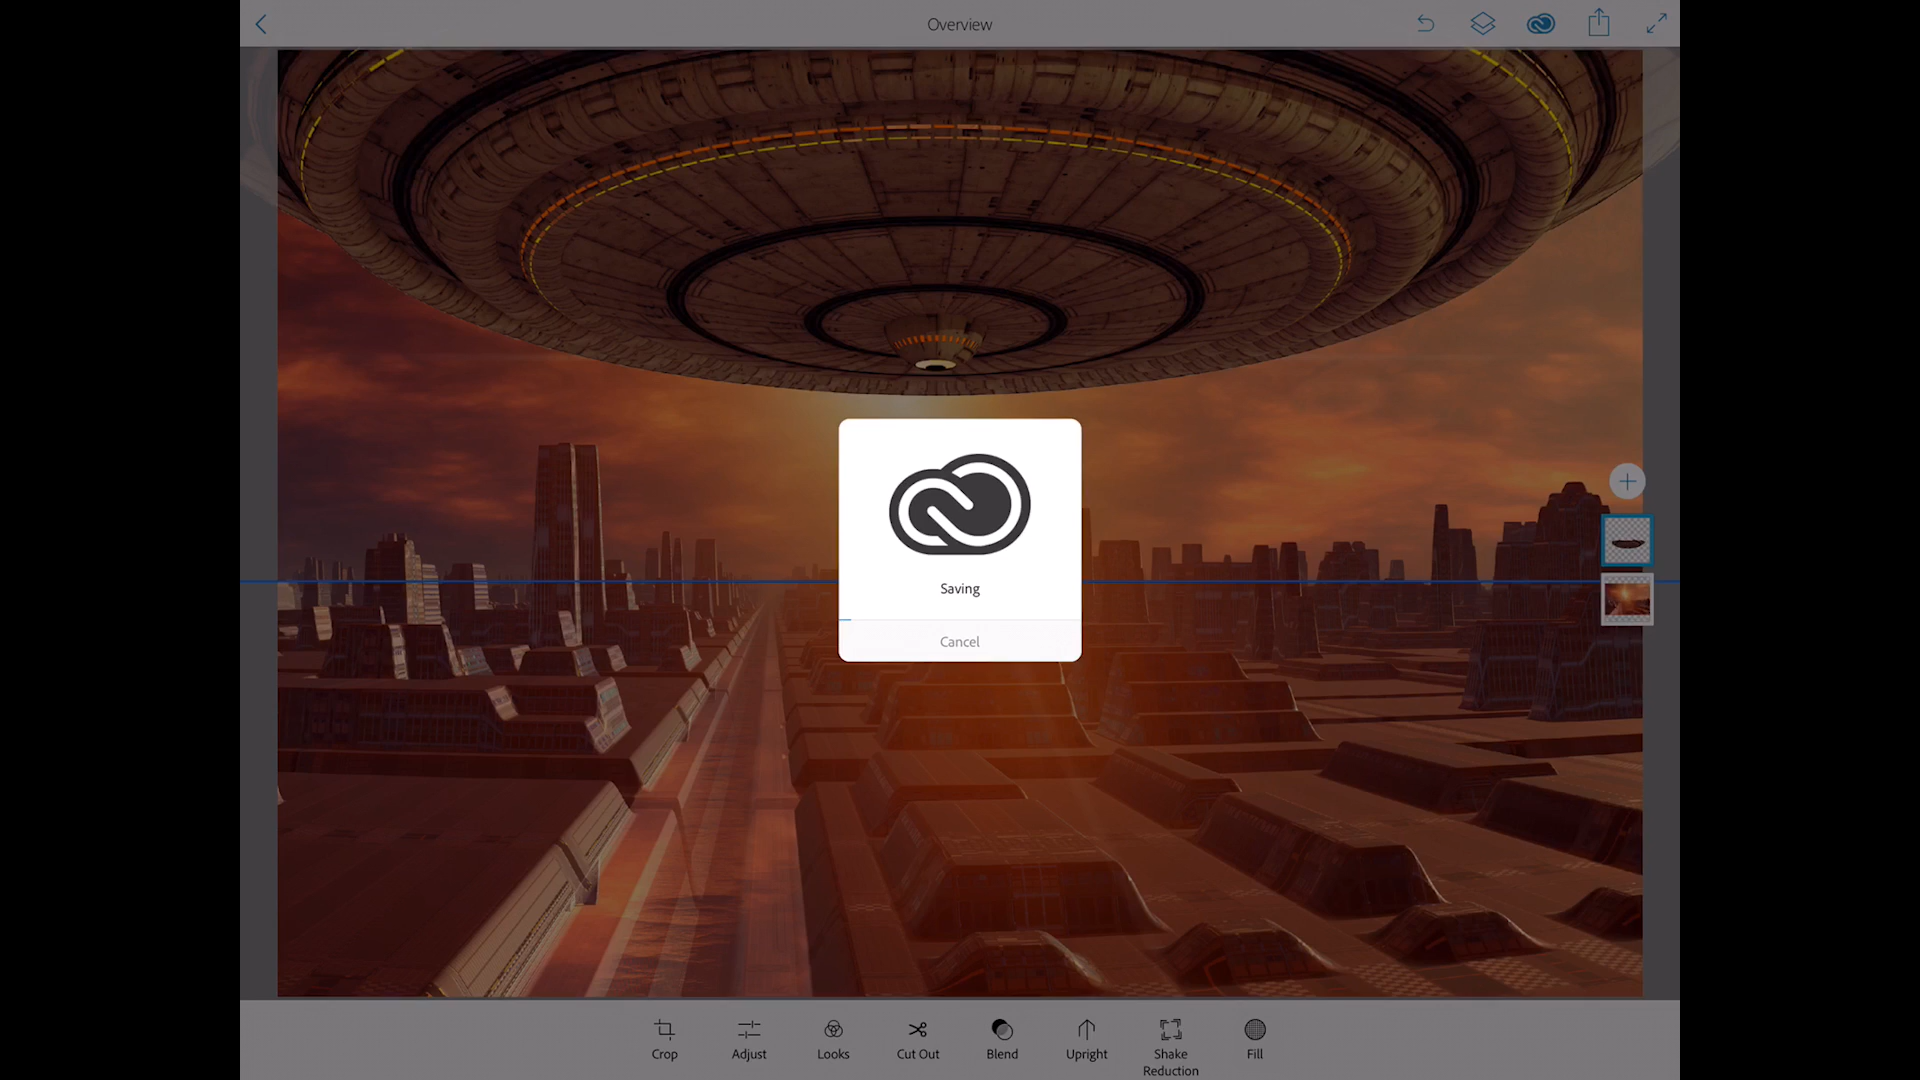 Overview
Saving
Cancel
Crop
Adjust
Looks
Cut Out
Blend
Upright
Shake
Reduction
Fill